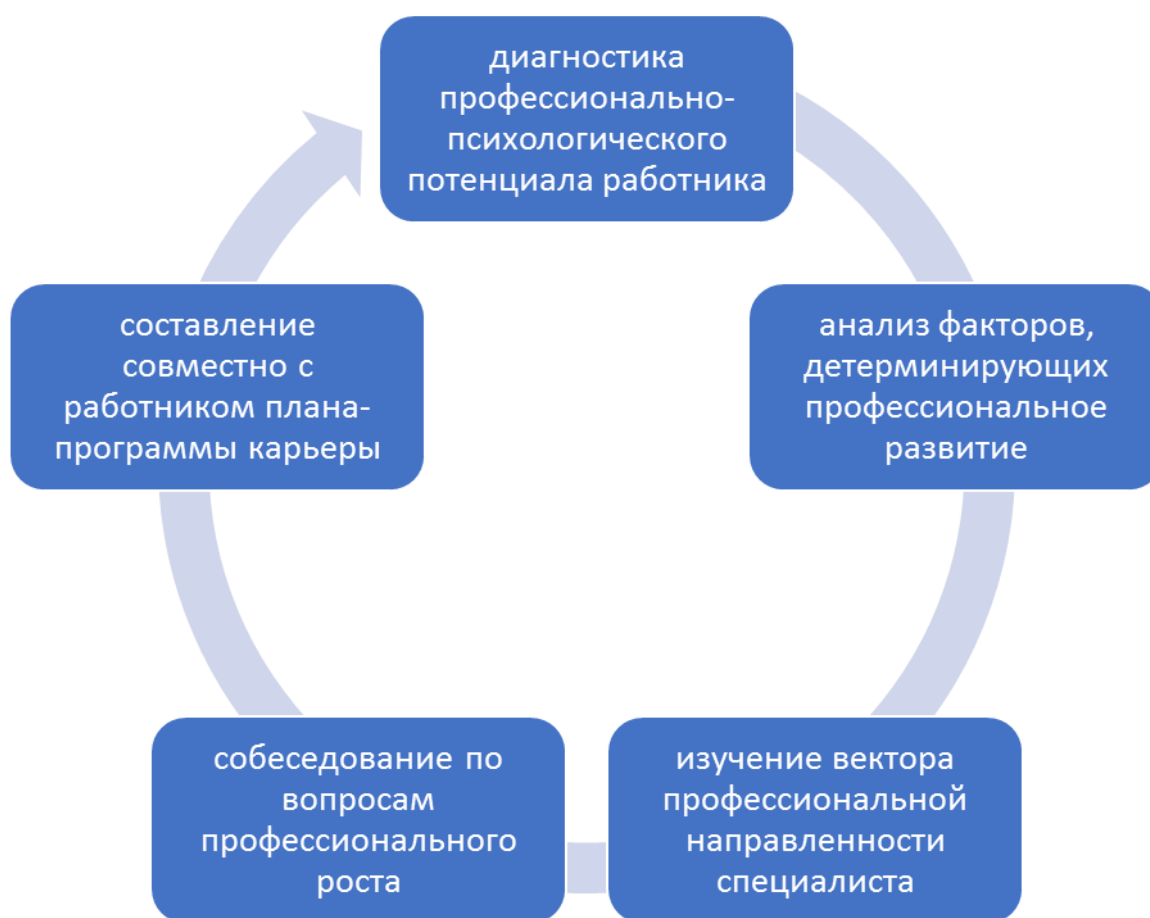 диагностика
профессионально-
психологического
потенциала работника
анализ факторов,
детерминирующих
профессиональное
развитие
изучение вектора
профессиональной
направленности
специалиста
собеседование по
вопросам
профессионального
роста
составление
совместно с
работником плана-
программы карьеры